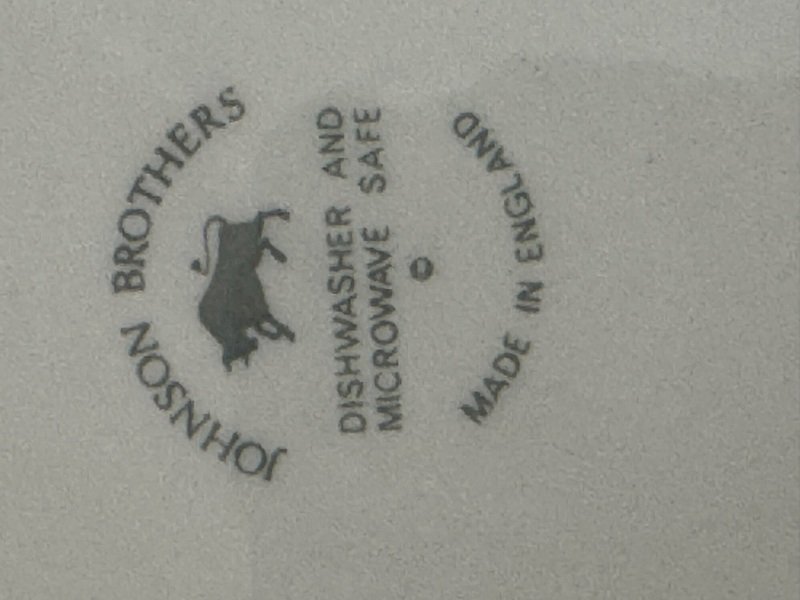 JOHNSON BROTHERS
DISHWASHER AND
MICROWAVE SAFE
MADE IN ENGLAND